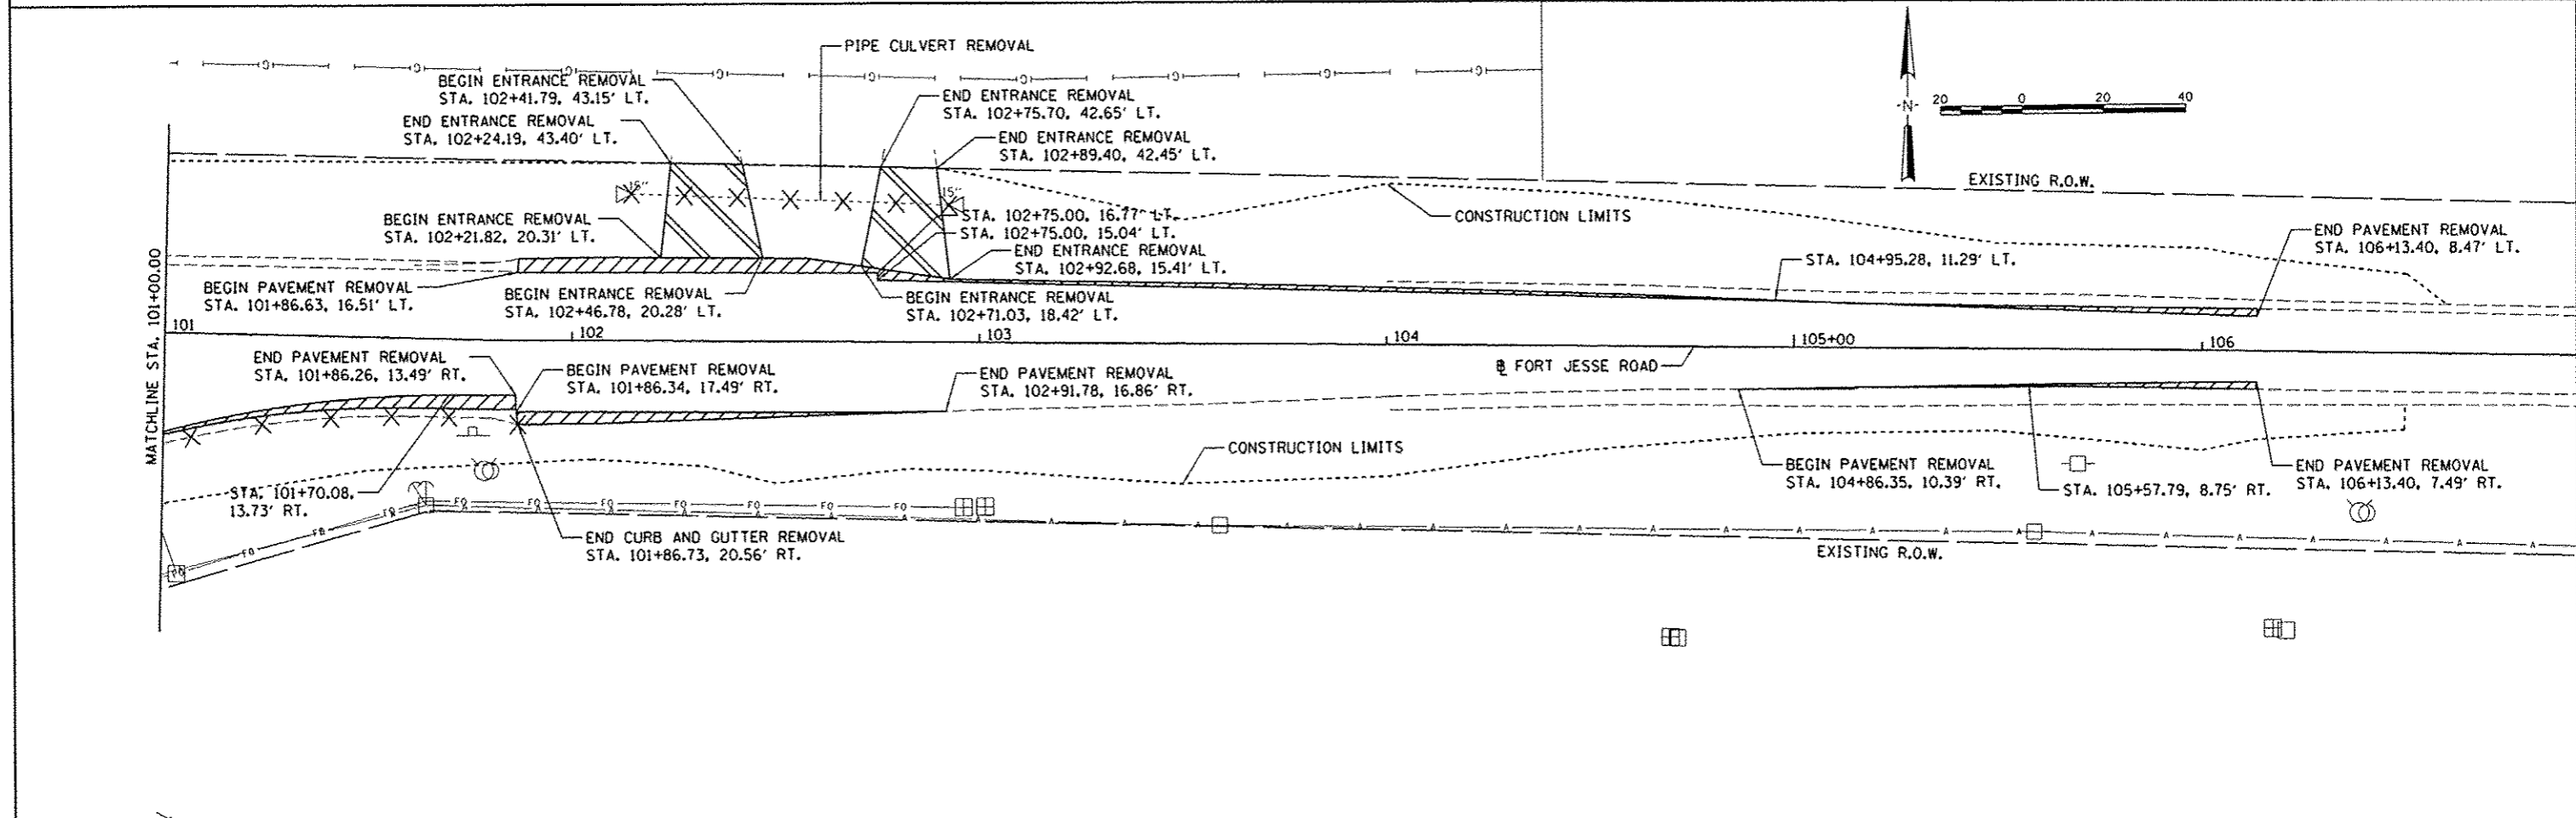 PIPE CULVERT REMOVAL
BEGIN ENTRANCE REMOVAL
STA. 102+41.79, 43.15' LT.
END ENTRANCE REMOVAL
STA. 102+24.19, 43.40' LT.
END ENTRANCE REMOVAL
STA. 102+75.70, 42.65' LT.
END ENTRANCE REMOVAL
STA. 102+89.40, 42.45' LT.
-N-
20 0 20 40
EXISTING R.O.W.
15"
15"
BEGIN ENTRANCE REMOVAL
STA. 102+21.82, 20.31' LT.
STA. 102+75.00, 16.77' LT.
STA. 102+75.00, 15.04' LT.
END ENTRANCE REMOVAL
STA. 102+92.68, 15.41' LT.
CONSTRUCTION LIMITS
STA. 104+95.28, 11.29' LT.
END PAVEMENT REMOVAL
STA. 106+13.40, 8.47' LT.
BEGIN PAVEMENT REMOVAL
STA. 101+86.63, 16.51' LT.
BEGIN ENTRANCE REMOVAL
STA. 102+46.78, 20.28' LT.
BEGIN ENTRANCE REMOVAL
STA. 102+71.03, 18.42' LT.
MATCHLINE STA. 101+00.00
101
102
103
104
105+00
106
FORT JESSE ROAD
END PAVEMENT REMOVAL
STA. 101+86.26, 13.49' RT.
BEGIN PAVEMENT REMOVAL
STA. 101+86.34, 17.49' RT.
END PAVEMENT REMOVAL
STA. 102+91.78, 16.86' RT.
CONSTRUCTION LIMITS
STA. 101+70.08,
13.73' RT.
BEGIN PAVEMENT REMOVAL
STA. 104+86.35, 10.39' RT.
STA. 105+57.79, 8.75' RT.
END PAVEMENT REMOVAL
STA. 106+13.40, 7.49' RT.
END CURB AND GUTTER REMOVAL
STA. 101+86.73, 20.56' RT.
EXISTING R.O.W.